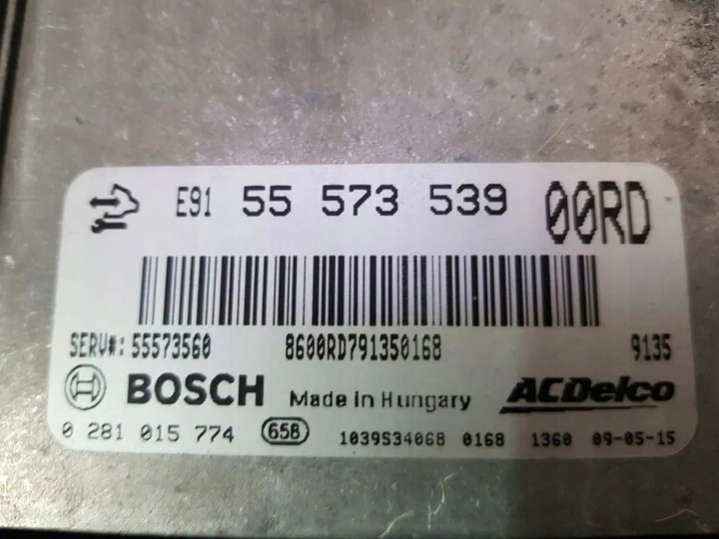 E91 55 573 539 00RD
SERV#: 55573560 8600RD791350168 9135
BOSCH Made in Hungary ACDelco
0 281 015 774 658 1039S34068 0168 1360 09-05-15